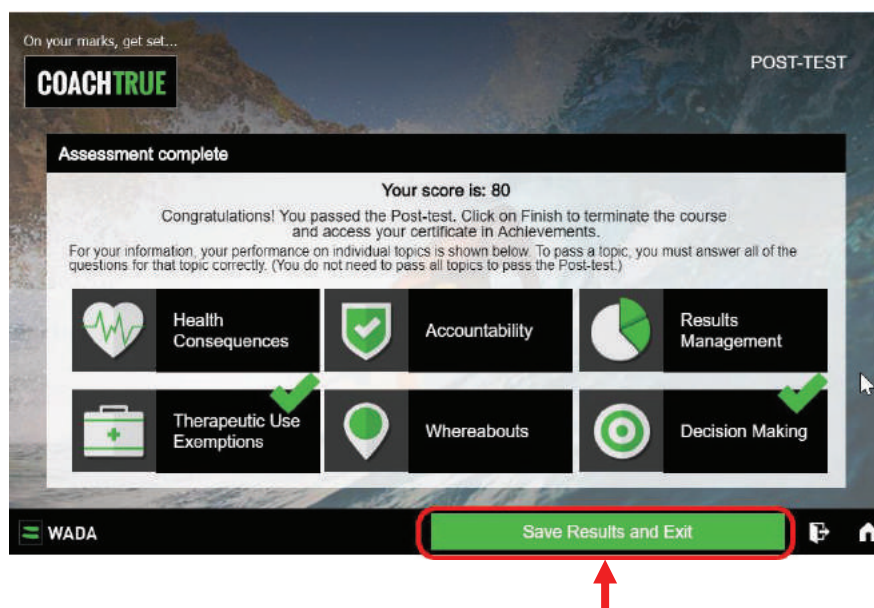 On your marks, get set...
COACHTRUE
POST-TEST
Assessment complete
Your score is: 80
Congratulations! You passed the Post-test. Click on Finish to terminate the course
and access your certificate in Achievements.
For your information, your performance on individual topics is shown below. To pass a topic, you must answer all of the
questions for that topic correctly. (You do not need to pass all topics to pass the Post-test.)
Health
Consequences
Accountability
Results
Management
Therapeutic Use
Exemptions
Whereabouts
Decision Making
WADA
Save Results and Exit